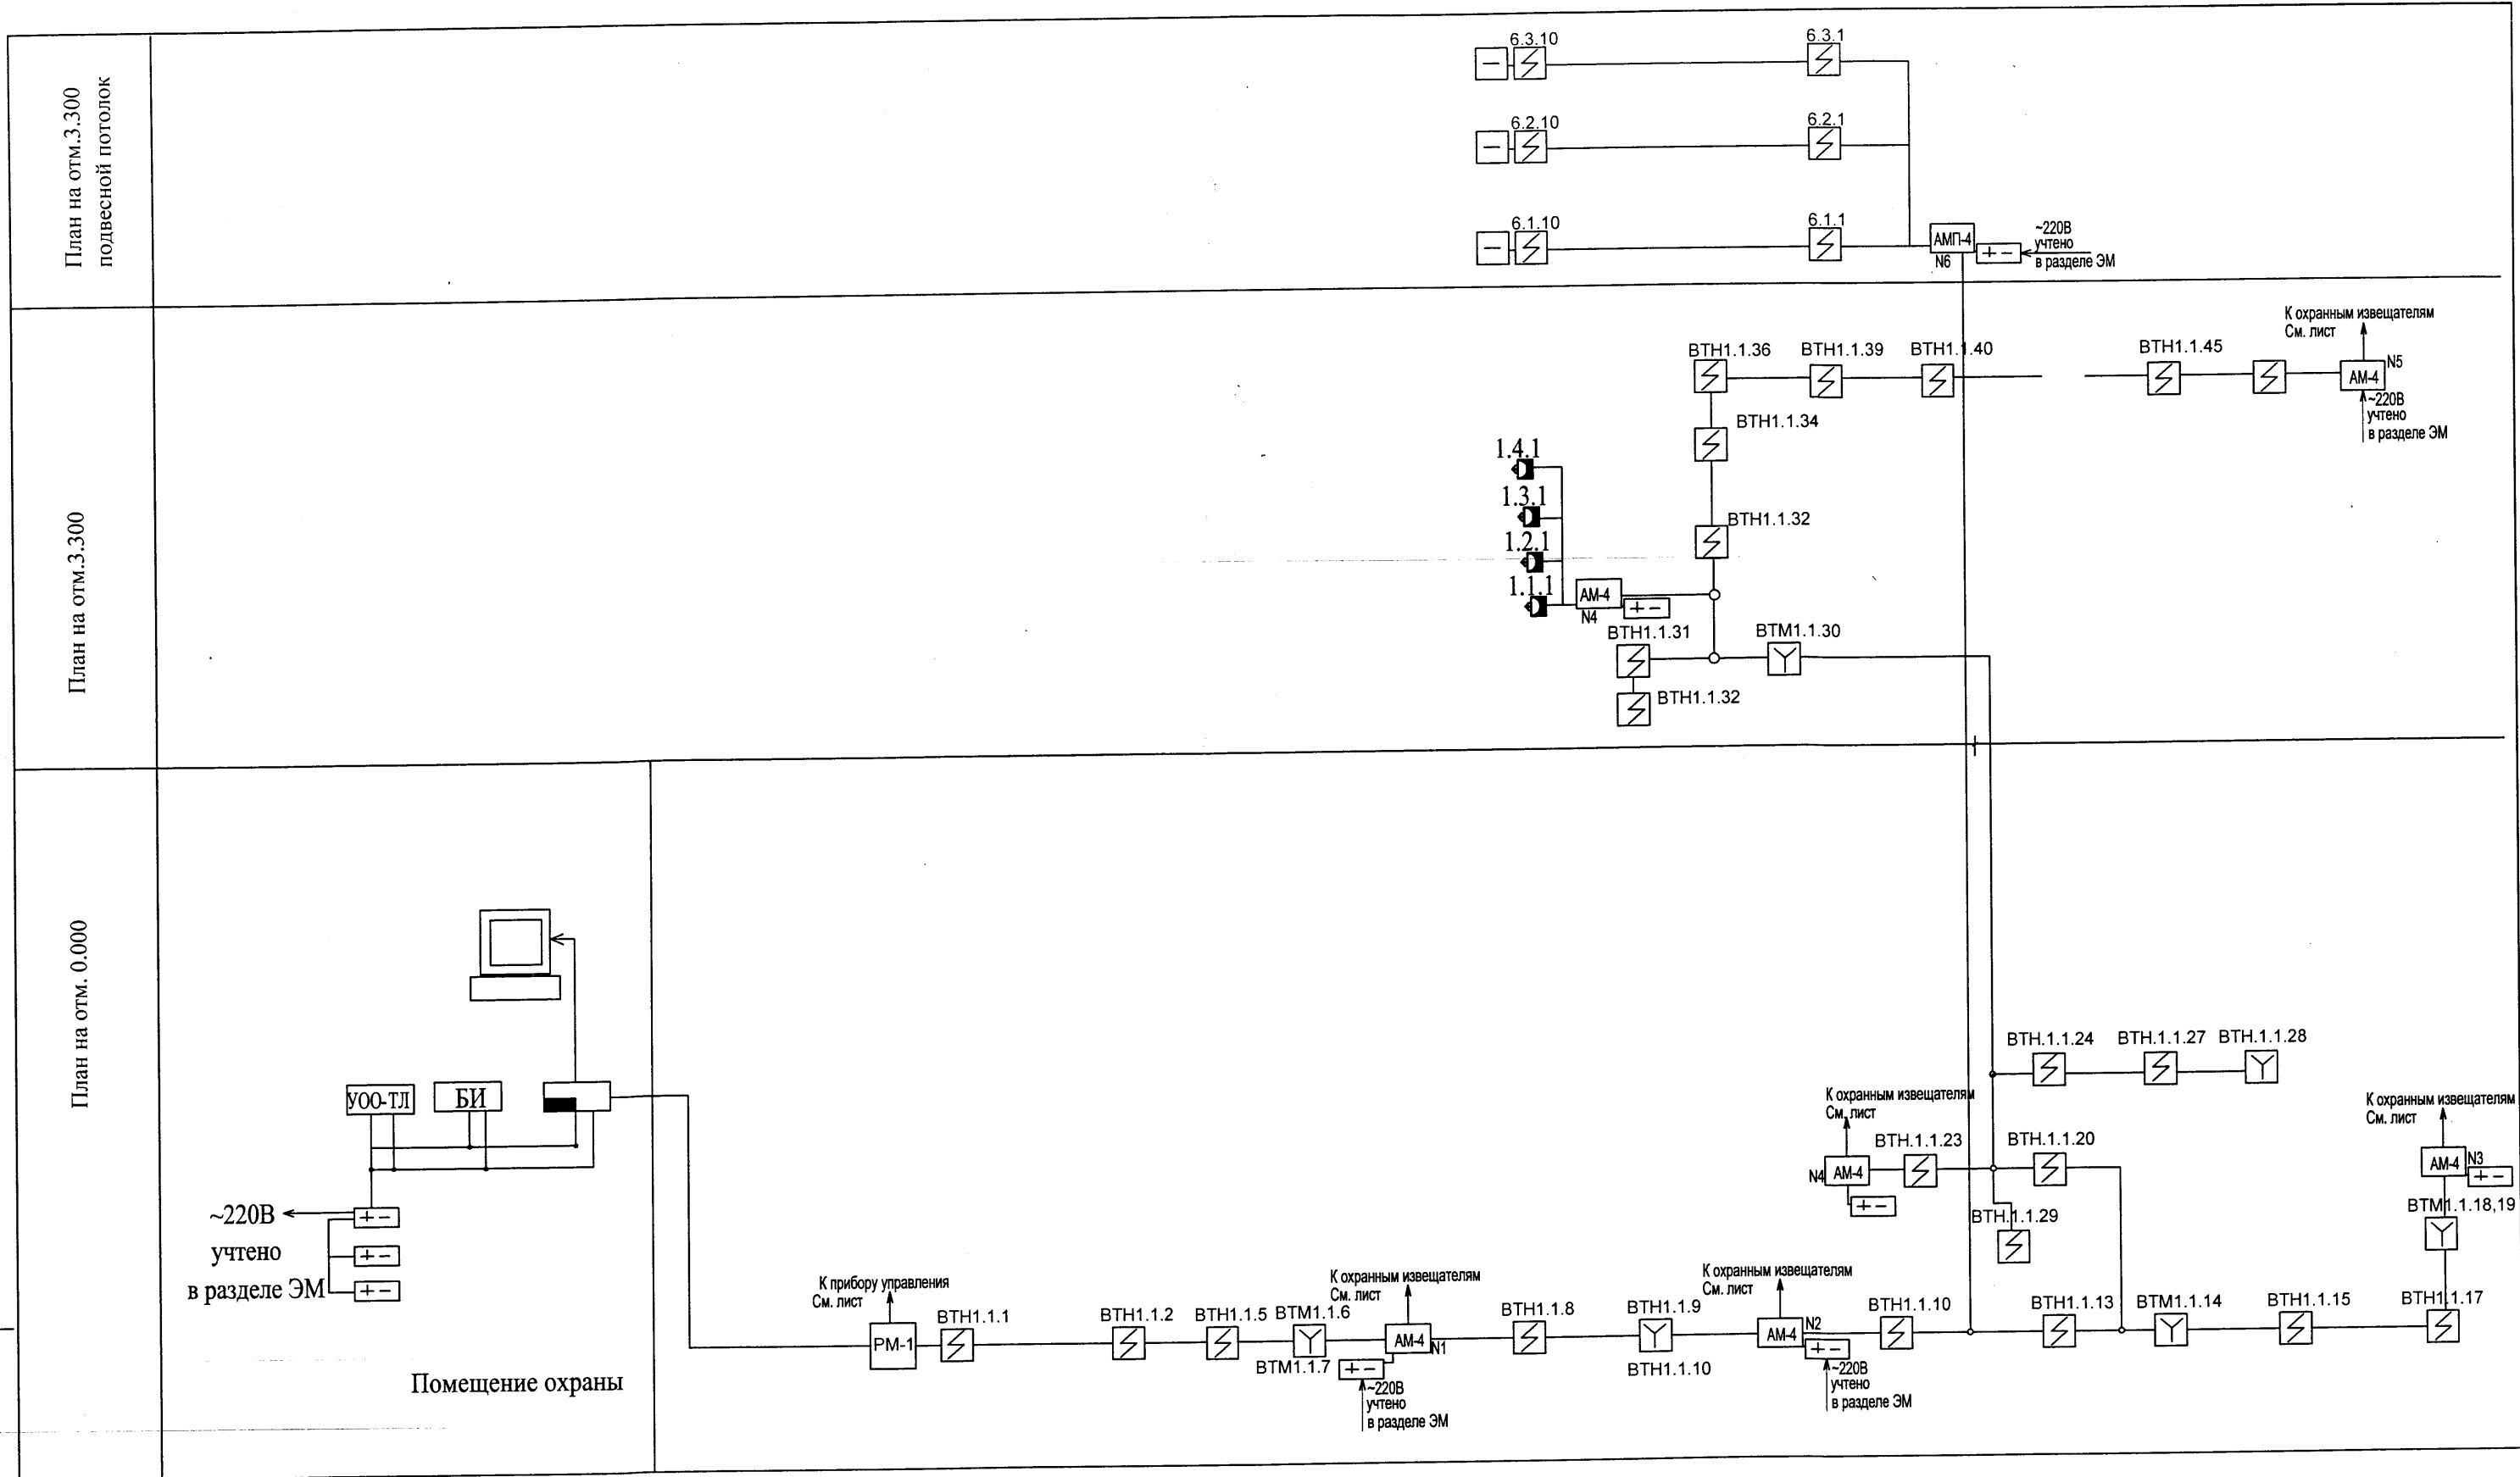 План на отм.3.300
подвесной потолок
6.3.10
6.3.1
6.2.10
6.2.1
6.1.10
6.1.1
АМП-4
N6
+ −
~220В
учтено
в разделе ЭМ
План на отм.3.300
К охранным извещателям
См. лист
ВТН1.1.36
ВТН1.1.39
ВТН1.1.40
ВТН1.1.45
N5
АМ-4
~220В
учтено
в разделе ЭМ
ВТН1.1.34
1.4.1
1.3.1
ВТН1.1.32
1.2.1
1.1.1
АМ-4
+ −
N4
ВТН1.1.31
ВТМ1.1.30
ВТН1.1.32
План на отм. 0.000
УОО-ТЛ
БИ
~220В
учтено
в разделе ЭМ
+ −
+ −
+ −
Помещение охраны
ВТН.1.1.24
ВТН.1.1.27
ВТН.1.1.28
К охранным извещателям
См. лист
ВТН.1.1.23
ВТН.1.1.20
N4
АМ-4
+ −
ВТН.1.1.29
К охранным извещателям
См. лист
АМ-4
N3
+ −
ВТМ1.1.18,19
К прибору управления
См. лист
РМ-1
ВТН1.1.1
ВТН1.1.2
ВТН1.1.5
ВТМ1.1.6
ВТМ1.1.7
К охранным извещателям
См. лист
АМ-4
N1
+ −
~220В
учтено
в разделе ЭМ
ВТН1.1.8
ВТН1.1.9
ВТН1.1.10
К охранным извещателям
См. лист
АМ-4
N2
+ −
~220В
учтено
в разделе ЭМ
ВТН1.1.10
ВТН1.1.13
ВТМ1.1.14
ВТН1.1.15
ВТН1.1.17